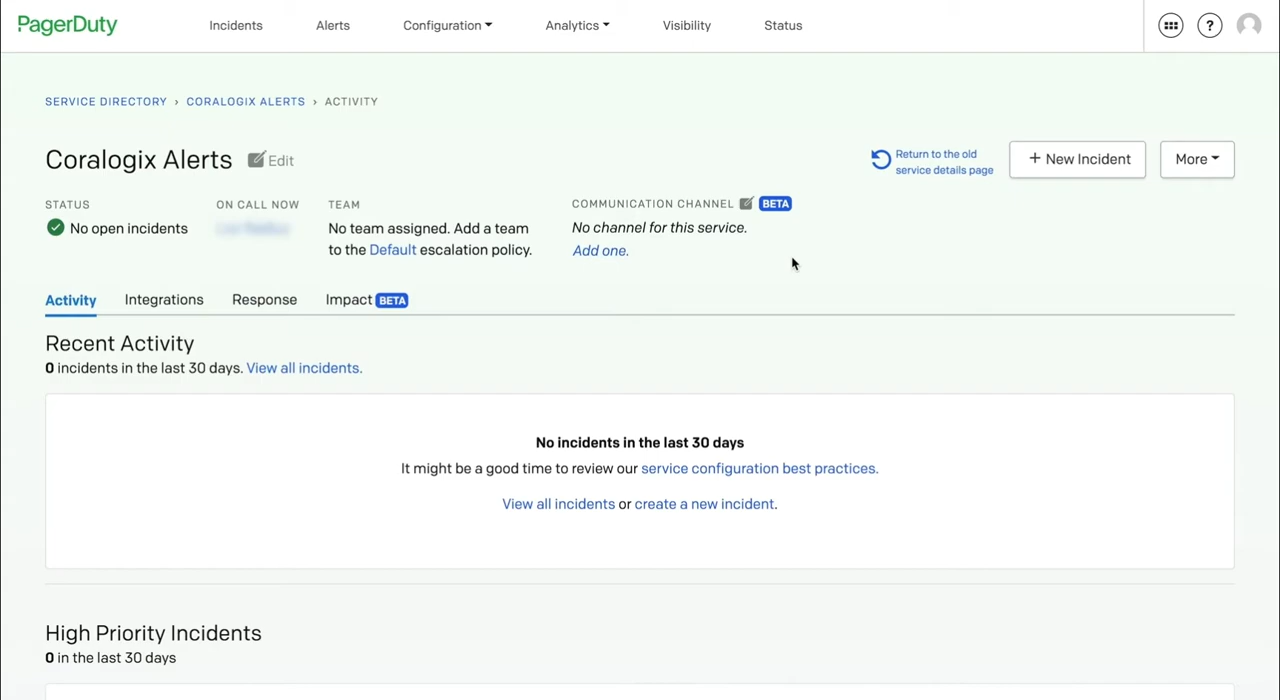 PagerDuty
Incidents
Alerts
Configuration
Analytics
Visibility
Status
?
SERVICE DIRECTORY › CORALOGIX ALERTS › ACTIVITY
Coralogix Alerts
Edit
Return to the old
service details page
+ New Incident
More
STATUS
No open incidents
ON CALL NOW
TEAM
No team assigned. Add a team
to the Default escalation policy.
COMMUNICATION CHANNEL BETA
No channel for this service.
Add one.
Activity
Integrations
Response
Impact BETA
Recent Activity
0 incidents in the last 30 days. View all incidents.
No incidents in the last 30 days
It might be a good time to review our service configuration best practices.
View all incidents or create a new incident.
High Priority Incidents
0 in the last 30 days